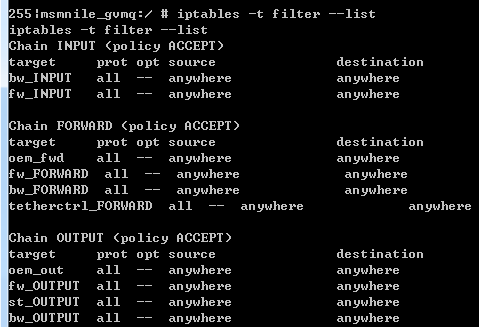 255|msmnile_gvmq:/ # iptables -t filter --list
iptables -t filter --list
Chain INPUT (policy ACCEPT)
target     prot opt source               destination
bw_INPUT   all  --  anywhere             anywhere
fw_INPUT   all  --  anywhere             anywhere

Chain FORWARD (policy ACCEPT)
target     prot opt source               destination
oem_fwd    all  --  anywhere             anywhere
fw_FORWARD  all  --  anywhere             anywhere
bw_FORWARD  all  --  anywhere             anywhere
tetherctrl_FORWARD  all  --  anywhere             anywhere

Chain OUTPUT (policy ACCEPT)
target     prot opt source               destination
oem_out    all  --  anywhere             anywhere
fw_OUTPUT  all  --  anywhere             anywhere
st_OUTPUT  all  --  anywhere             anywhere
bw_OUTPUT  all  --  anywhere             anywhere